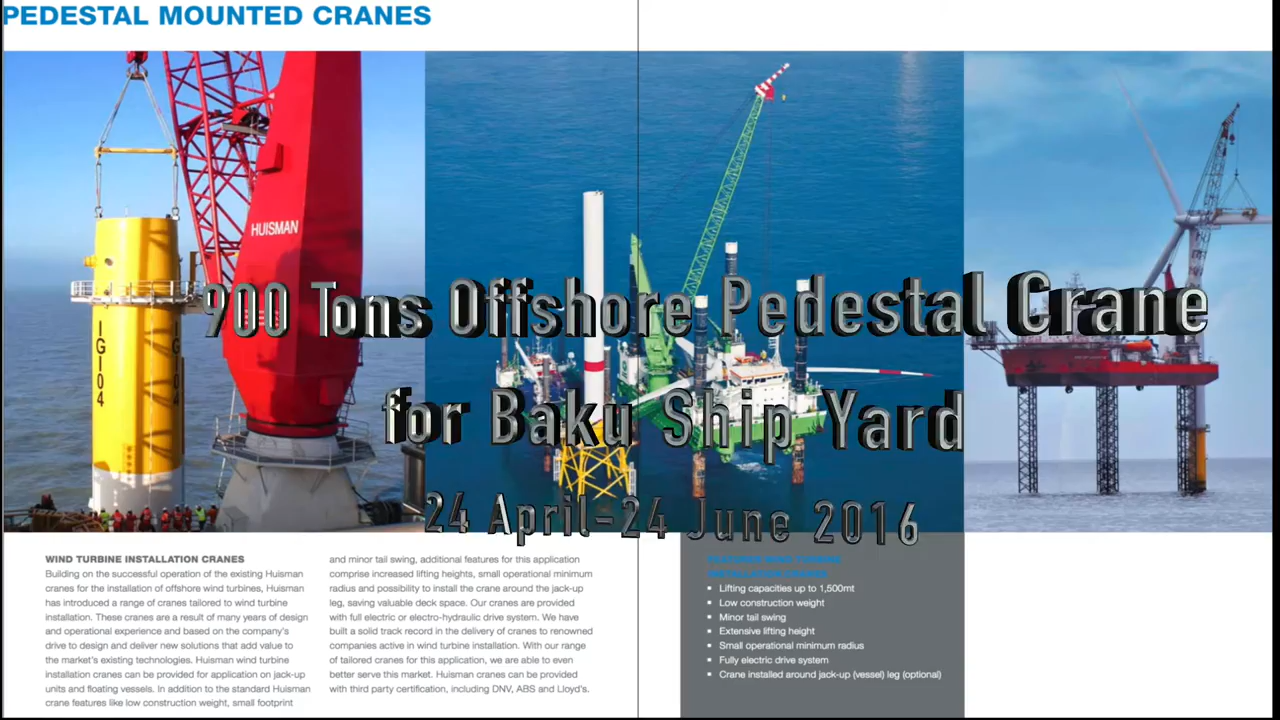 PEDESTAL MOUNTED CRANES
HUISMAN
IGI04
IGI04
900 Tons Offshore Pedestal Crane
for Baku Ship Yard
24 April-24 June 2016
WIND TURBINE INSTALLATION CRANES
Building on the successful operation of the existing Huisman
cranes for the installation of offshore wind turbines, Huisman
has introduced a range of cranes tailored to wind turbine
installation. These cranes are a result of many years of design
and operational experience and based on the company's
drive to design and deliver new solutions that add value to
the market's existing technologies. Huisman wind turbine
installation cranes can be provided for application on jack-up
units and floating vessels. In addition to the standard Huisman
crane features like low construction weight, small footprint
and minor tail swing, additional features for this application
comprise increased lifting heights, small operational minimum
radius and possibility to install the crane around the jack-up
leg, saving valuable deck space. Our cranes are provided
with full electric or electro-hydraulic drive system. We have
built a solid track record in the delivery of cranes to renowned
companies active in wind turbine installation. With our range
of tailored cranes for this application, we are able to even
better serve this market. Huisman cranes can be provided
with third party certification, including DNV, ABS and Lloyd's.
WIND TURBINE
INSTALLATION CRANES
Lifting capacities up to 1,500mt
Low construction weight
Minor tail swing
Extensive lifting height
Small operational minimum radius
Fully electric drive system
Crane installed around jack-up (vessel) leg (optional)